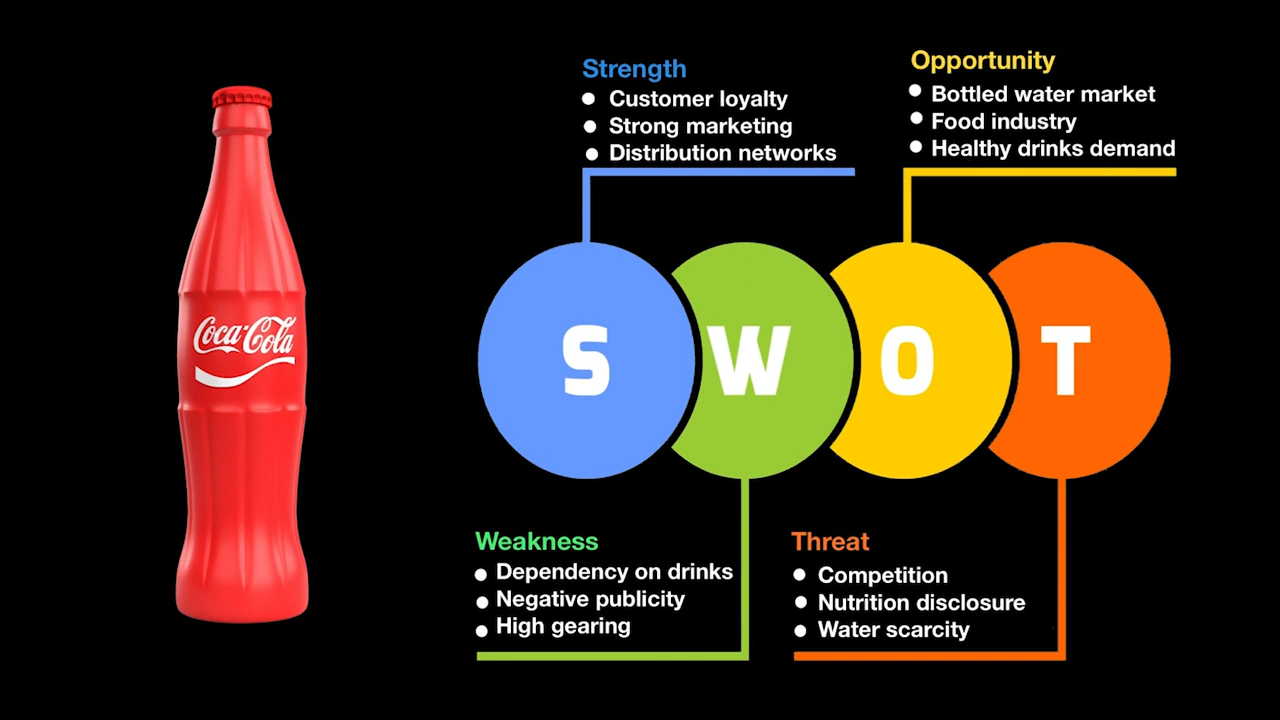 Coca-Cola
Strength
Customer loyalty
Strong marketing
Distribution networks
Opportunity
Bottled water market
Food industry
Healthy drinks demand
S W O T
Weakness
Dependency on drinks
Negative publicity
High gearing
Threat
Competition
Nutrition disclosure
Water scarcity